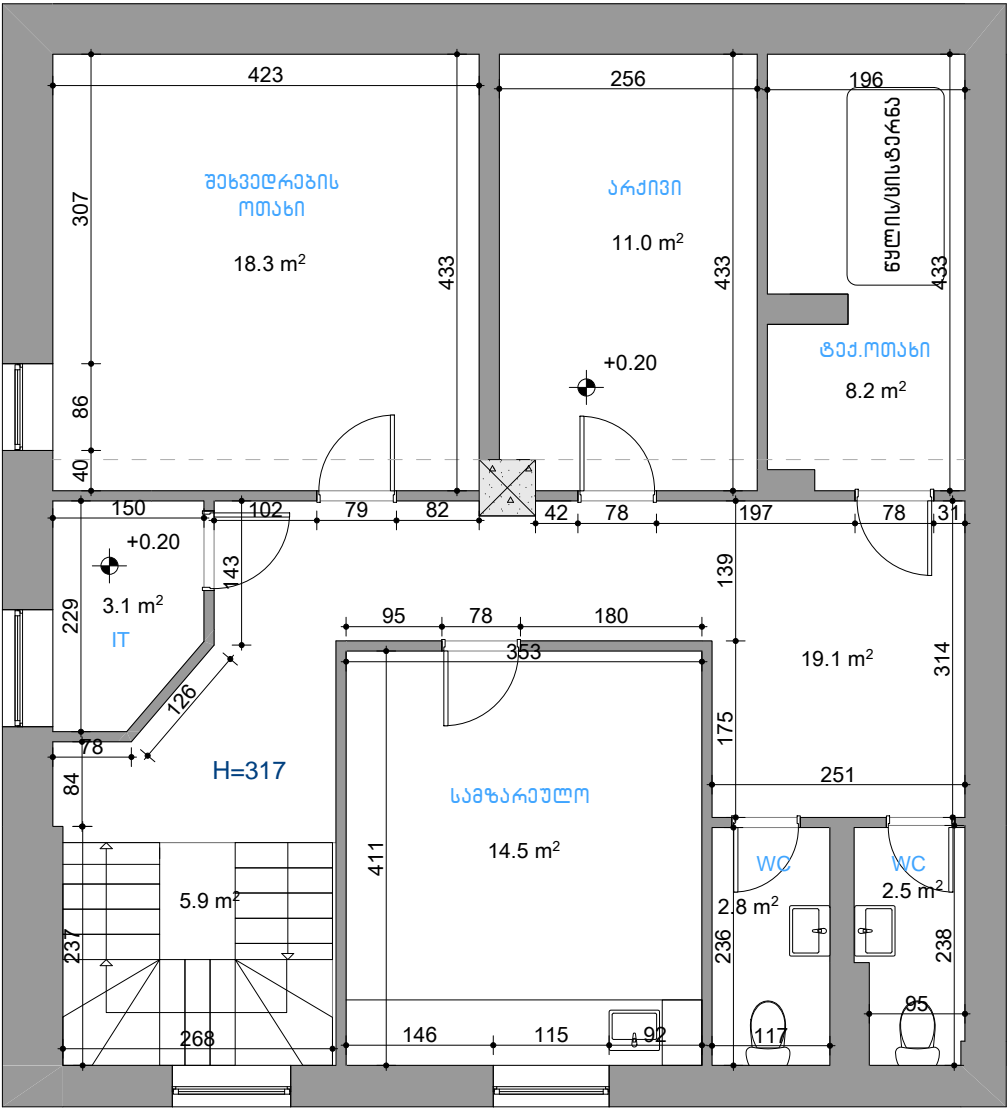 423
256
196
წყლის/ცისტერნა
შეხვედრების
ოთახი
არქივი
307
18.3 m²
11.0 m²
433
433
433
+0.20
ტექ.ოთახი
8.2 m²
86
40
150
102
79
82
42
78
197
78
31
+0.20
143
139
229
3.1 m²
IT
95
78
180
353
19.1 m²
314
126
175
78
84
H=317
251
სამზარეულო
14.5 m²
411
WC
WC
5.9 m²
2.8 m²
2.5 m²
237
236
238
95
268
146
115
92
117